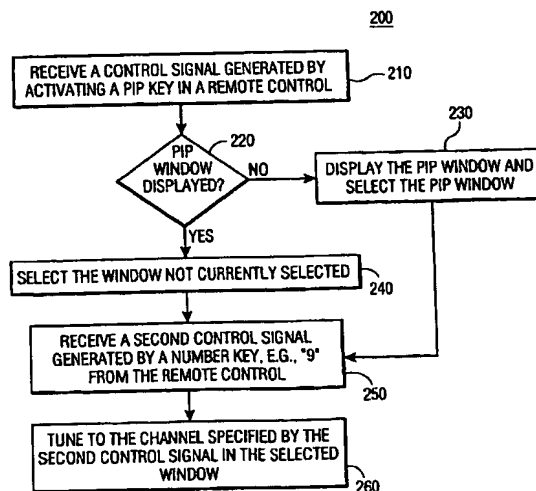 200
RECEIVE A CONTROL SIGNAL GENERATED BY
ACTIVATING A PIP KEY IN A REMOTE CONTROL
210
220
PIP
WINDOW
DISPLAYED?
NO
230
DISPLAY THE PIP WINDOW AND
SELECT THE PIP WINDOW
YES
SELECT THE WINDOW NOT CURRENTLY SELECTED
240
RECEIVE A SECOND CONTROL SIGNAL
GENERATED BY A NUMBER KEY, E.G., "9"
FROM THE REMOTE CONTROL
250
TUNE TO THE CHANNEL SPECIFIED BY THE
SECOND CONTROL SIGNAL IN THE SELECTED
WINDOW
260